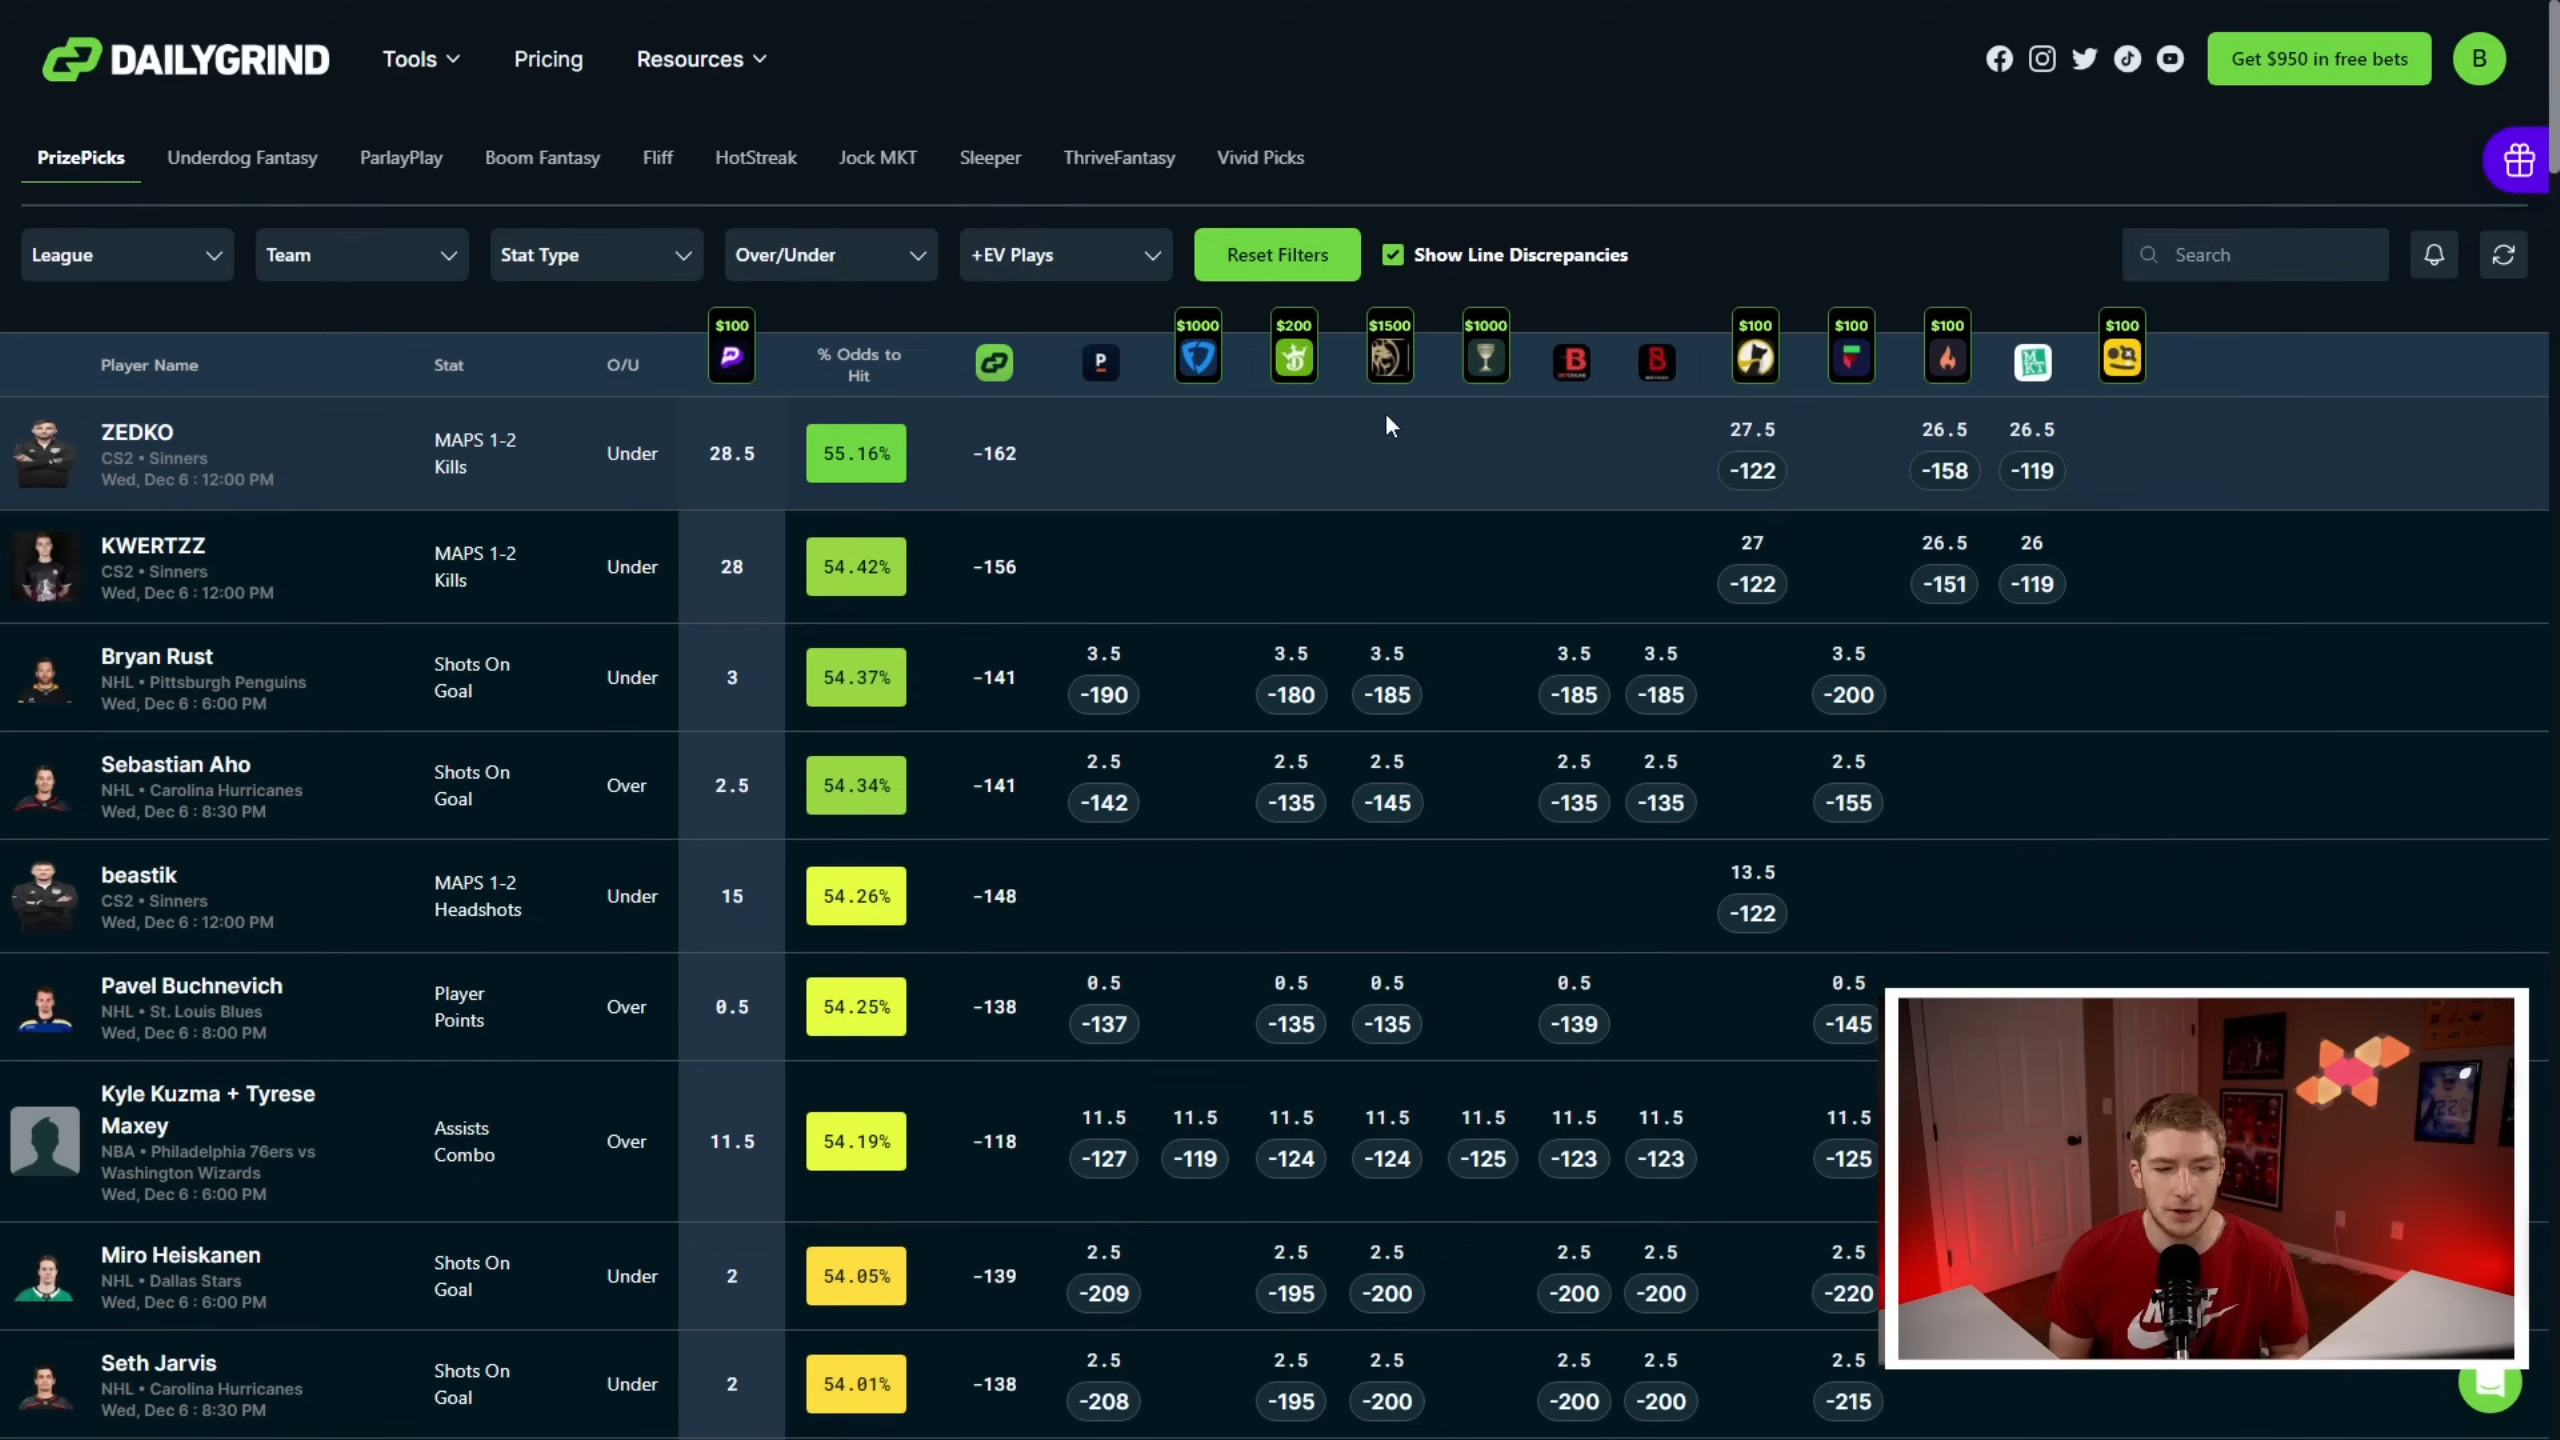 DAILYGRIND
Tools
Pricing
Resources
Get $950 in free bets
B
PrizePicks
Underdog Fantasy
ParlayPlay
Boom Fantasy
Fliff
HotStreak
Jock MKT
Sleeper
ThriveFantasy
Vivid Picks
League
Team
Stat Type
Over/Under
+EV Plays
Reset Filters
Show Line Discrepancies
Search
Player Name
Stat
O/U
$100
% Odds to
Hit
P
$1000
$200
$1500
$1000
B
B
$100
$100
$100
MKT
$100
ZEDKO
CS2 • Sinners
Wed, Dec 6 : 12:00 PM
MAPS 1-2
Kills
Under
28.5
55.16%
-162
27.5
-122
26.5
-158
26.5
-119
KWERTZZ
CS2 • Sinners
Wed, Dec 6 : 12:00 PM
MAPS 1-2
Kills
Under
28
54.42%
-156
27
-122
26.5
-151
26
-119
Bryan Rust
NHL • Pittsburgh Penguins
Wed, Dec 6 : 6:00 PM
Shots On
Goal
Under
3
54.37%
-141
3.5
-190
3.5
-180
3.5
-185
3.5
-185
3.5
-185
3.5
-200
Sebastian Aho
NHL • Carolina Hurricanes
Wed, Dec 6 : 8:30 PM
Shots On
Goal
Over
2.5
54.34%
-141
2.5
-142
2.5
-135
2.5
-145
2.5
-135
2.5
-135
2.5
-155
beastik
CS2 • Sinners
Wed, Dec 6 : 12:00 PM
MAPS 1-2
Headshots
Under
15
54.26%
-148
13.5
-122
Pavel Buchnevich
NHL • St. Louis Blues
Wed, Dec 6 : 8:00 PM
Player
Points
Over
0.5
54.25%
-138
0.5
-137
0.5
-135
0.5
-135
0.5
-139
0.5
-145
Kyle Kuzma + Tyrese
Maxey
NBA • Philadelphia 76ers vs
Washington Wizards
Wed, Dec 6 : 6:00 PM
Assists
Combo
Over
11.5
54.19%
-118
11.5
-127
11.5
-119
11.5
-124
11.5
-124
11.5
-125
11.5
-123
11.5
-123
11.5
-125
Miro Heiskanen
NHL • Dallas Stars
Wed, Dec 6 : 6:00 PM
Shots On
Goal
Under
2
54.05%
-139
2.5
-209
2.5
-195
2.5
-200
2.5
-200
2.5
-200
2.5
-220
Seth Jarvis
NHL • Carolina Hurricanes
Wed, Dec 6 : 8:30 PM
Shots On
Goal
Under
2
54.01%
-138
2.5
-208
2.5
-195
2.5
-200
2.5
-200
2.5
-200
2.5
-215